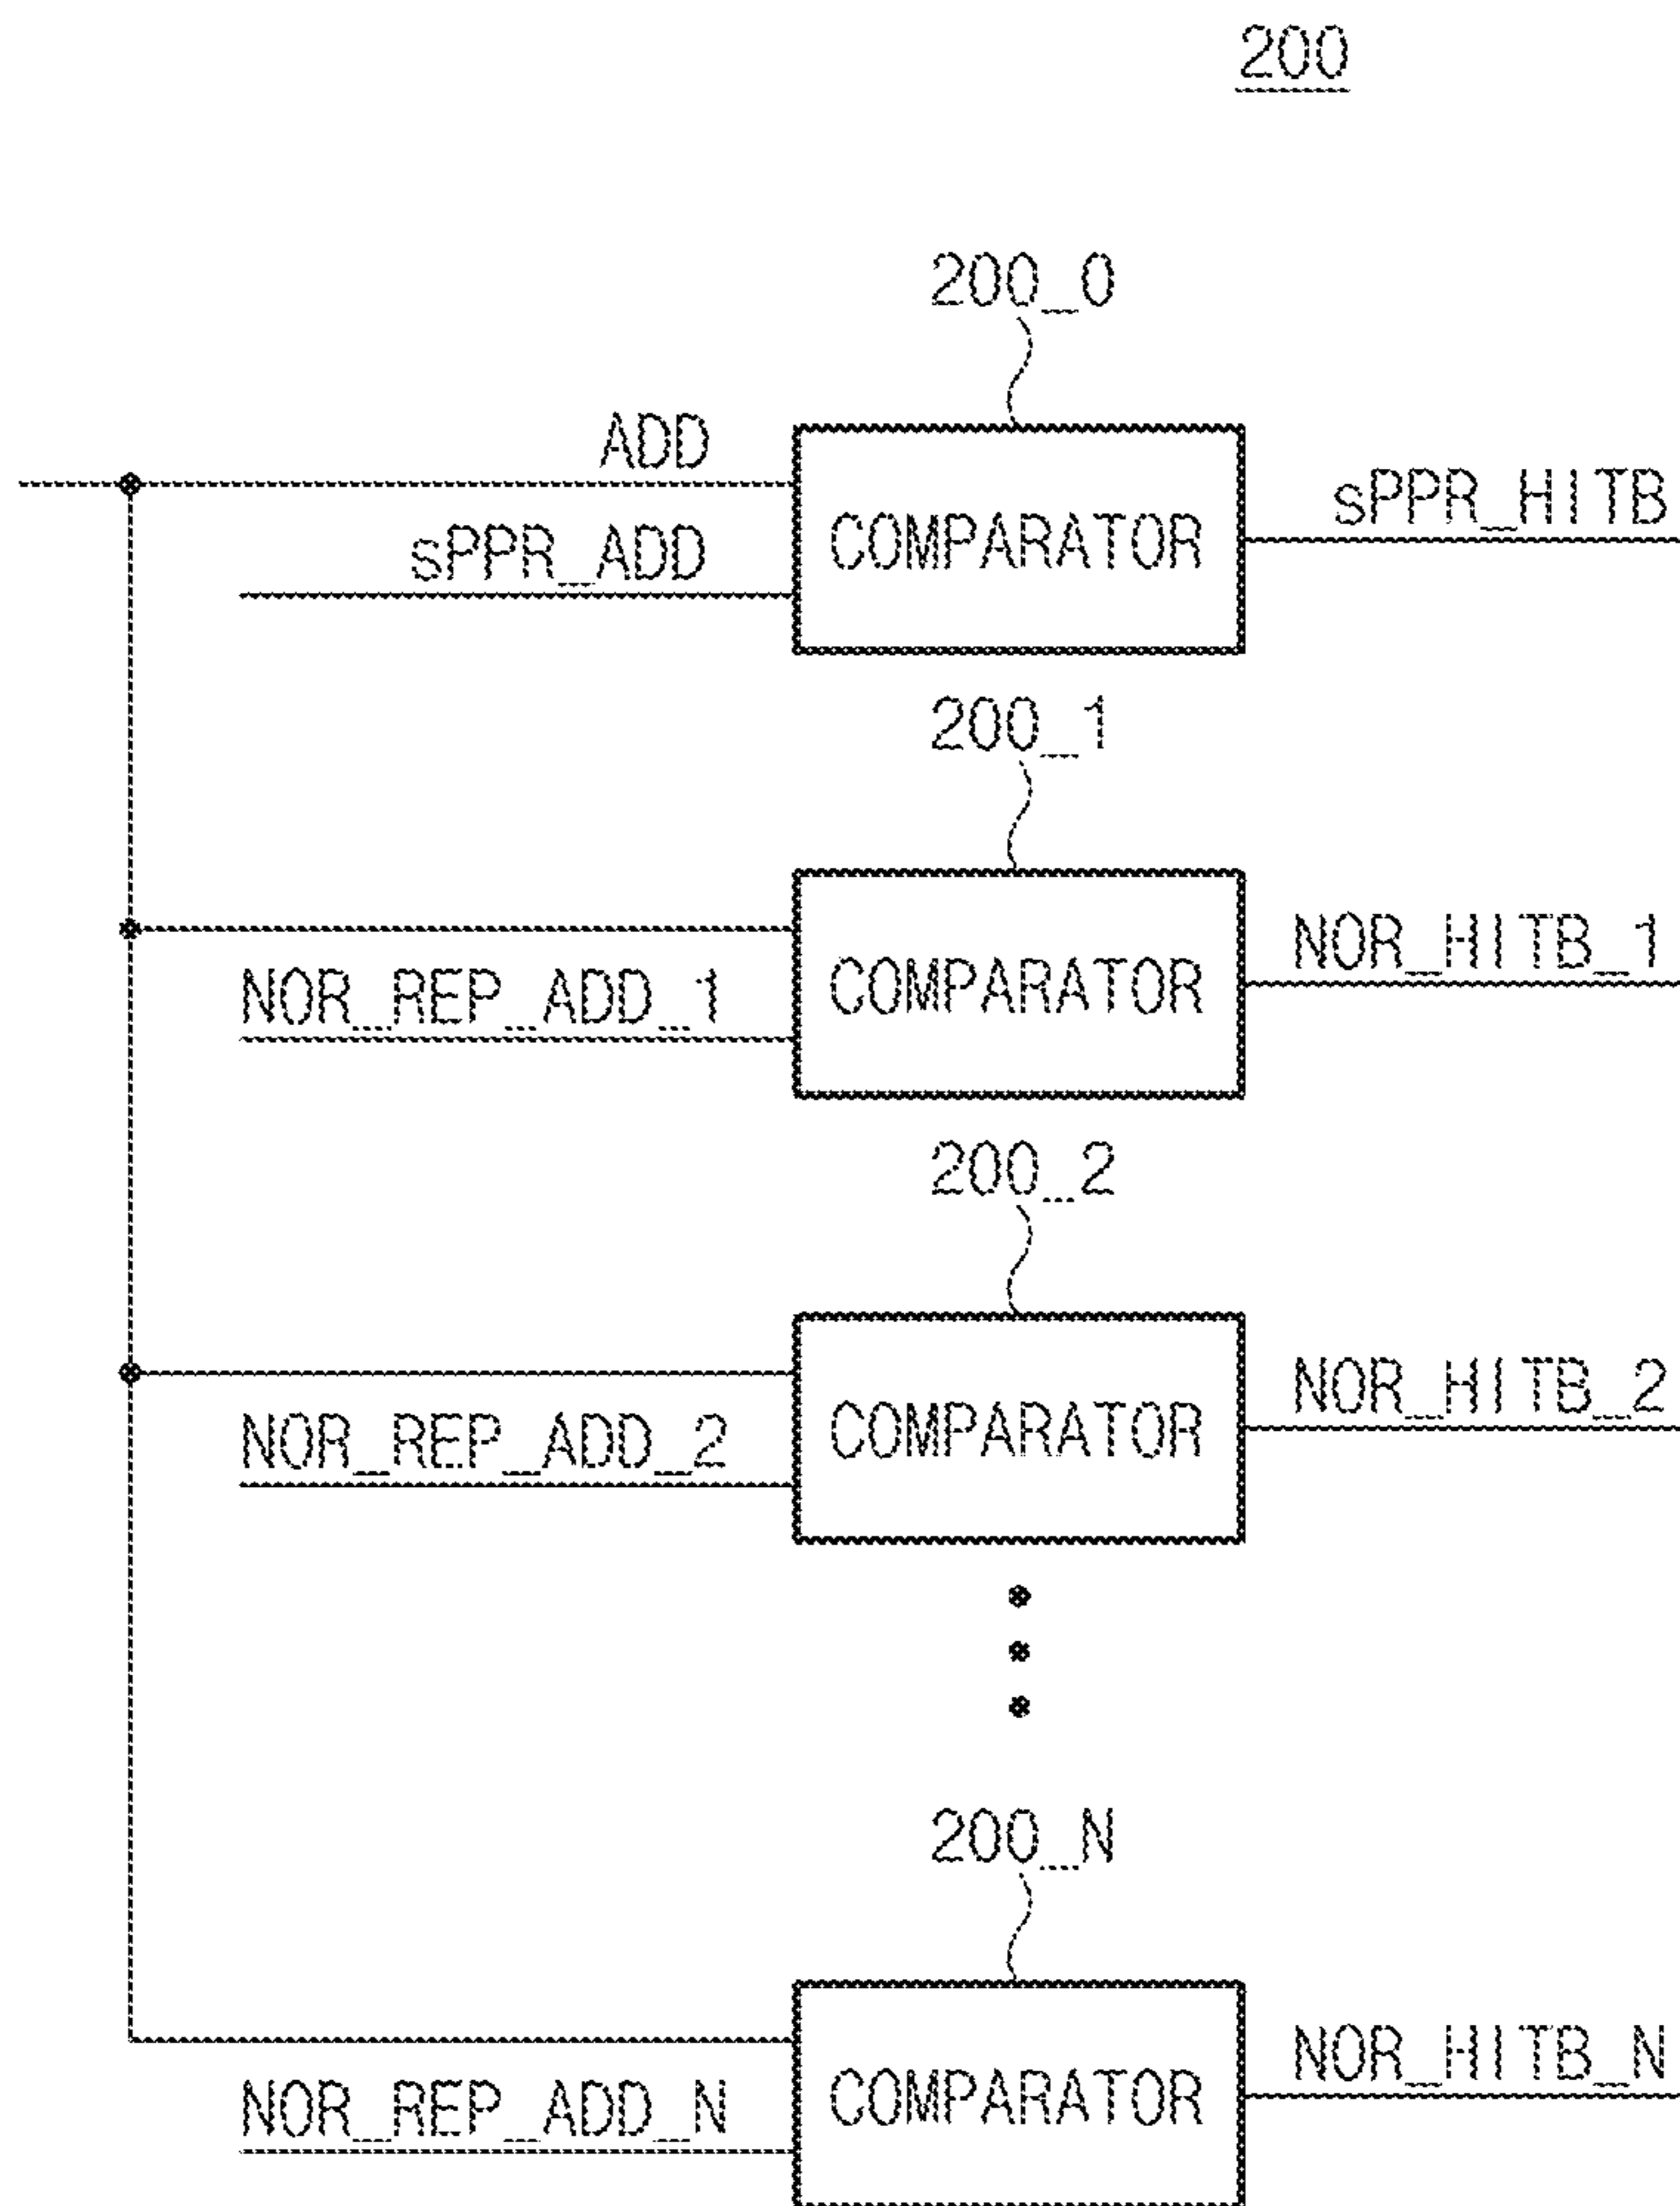 200
200_0
ADD
sPPR_ADD
COMPARATOR
sPPR_HITB
200_1
NOR_REP_ADD_1
COMPARATOR
NOR_HITB_1
200_2
NOR_REP_ADD_2
COMPARATOR
NOR_HITB_2
200_N
NOR_REP_ADD_N
COMPARATOR
NOR_HITB_N